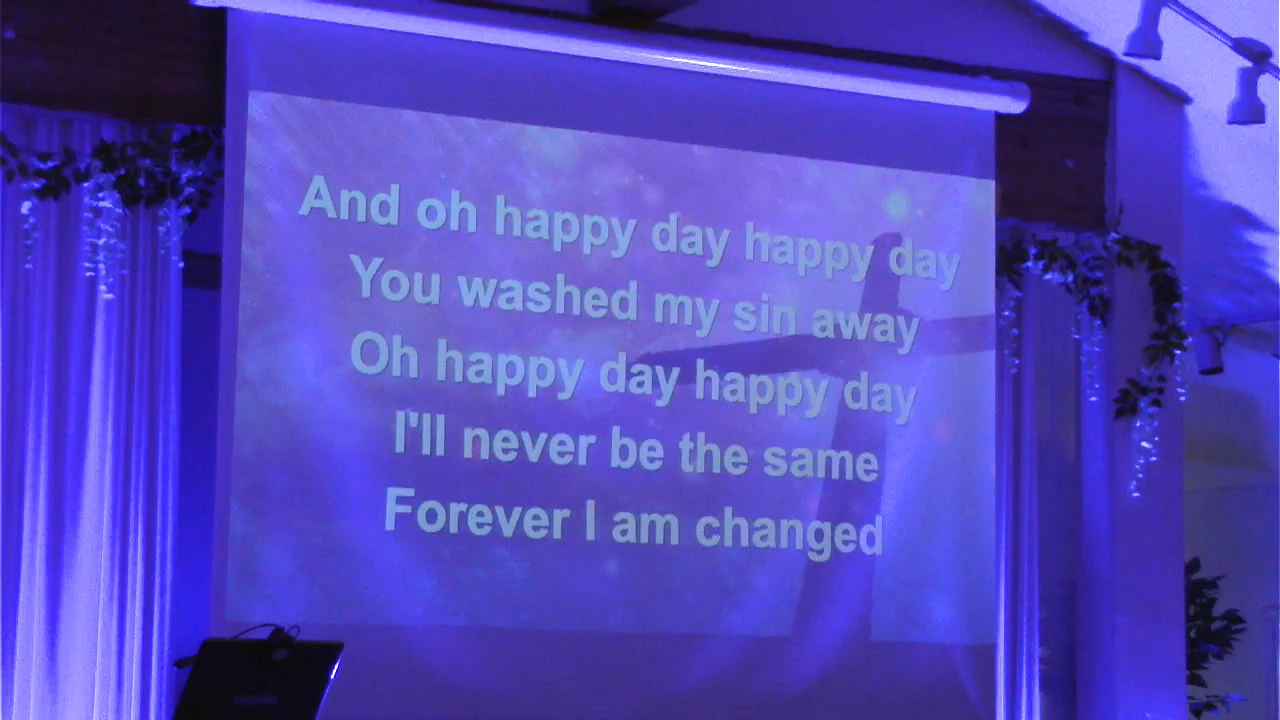 And oh happy day happy day
You washed my sin away
Oh happy day happy day
I'll never be the same
Forever I am changed